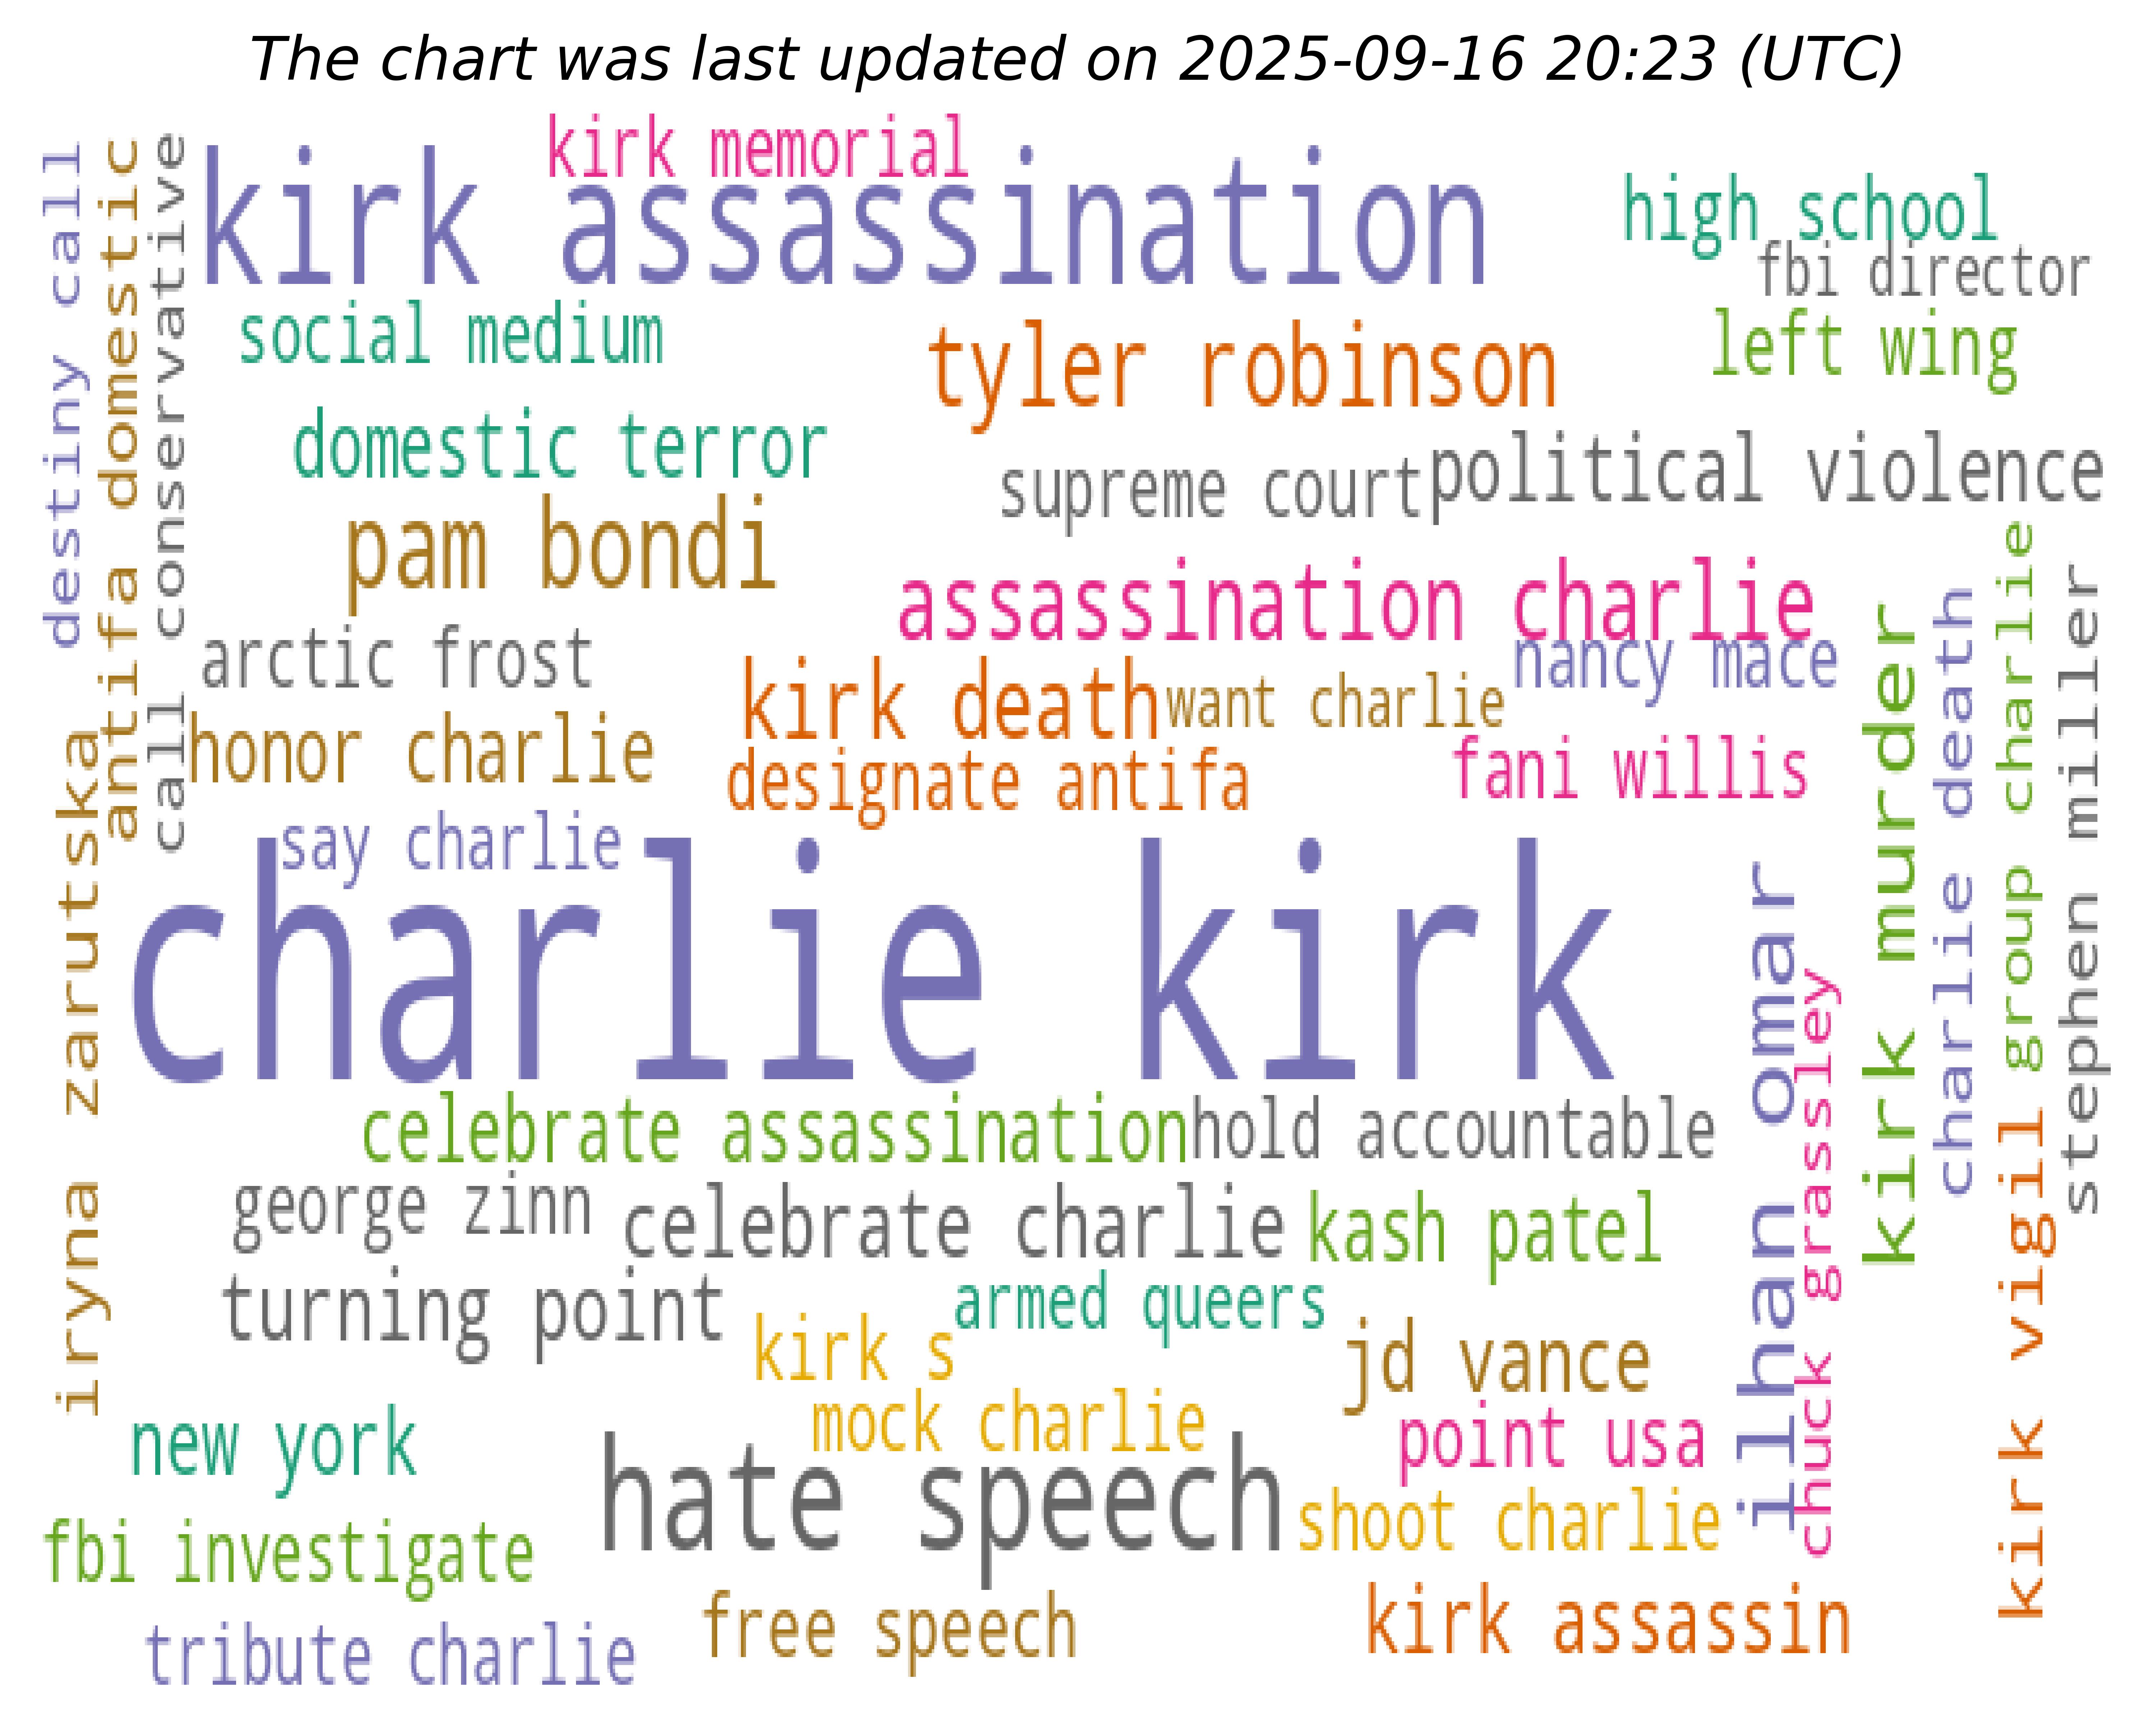 The chart was last updated on 2025-09-16 20:23 (UTC)
kirk memorial
kirk assassination
high school
fbi director
social medium
tyler robinson
left wing
domestic terror
supreme court
political violence
pam bondi
assassination charlie
arctic frost
nancy mace
kirk death
want charlie
honor charlie
designate antifa
fani willis
say charlie
charlie kirk
celebrate assassination
hold accountable
george zinn
celebrate charlie
kash patel
turning point
armed queers
kirk s
jd vance
mock charlie
new york
point usa
hate speech
shoot charlie
fbi investigate
free speech
kirk assassin
tribute charlie
destiny call
antifa domestic
call conservative
iryna zarutska
ilhan omar
chuck grassley
kirk murder
charlie death
group charlie
kirk vigil
stephen miller